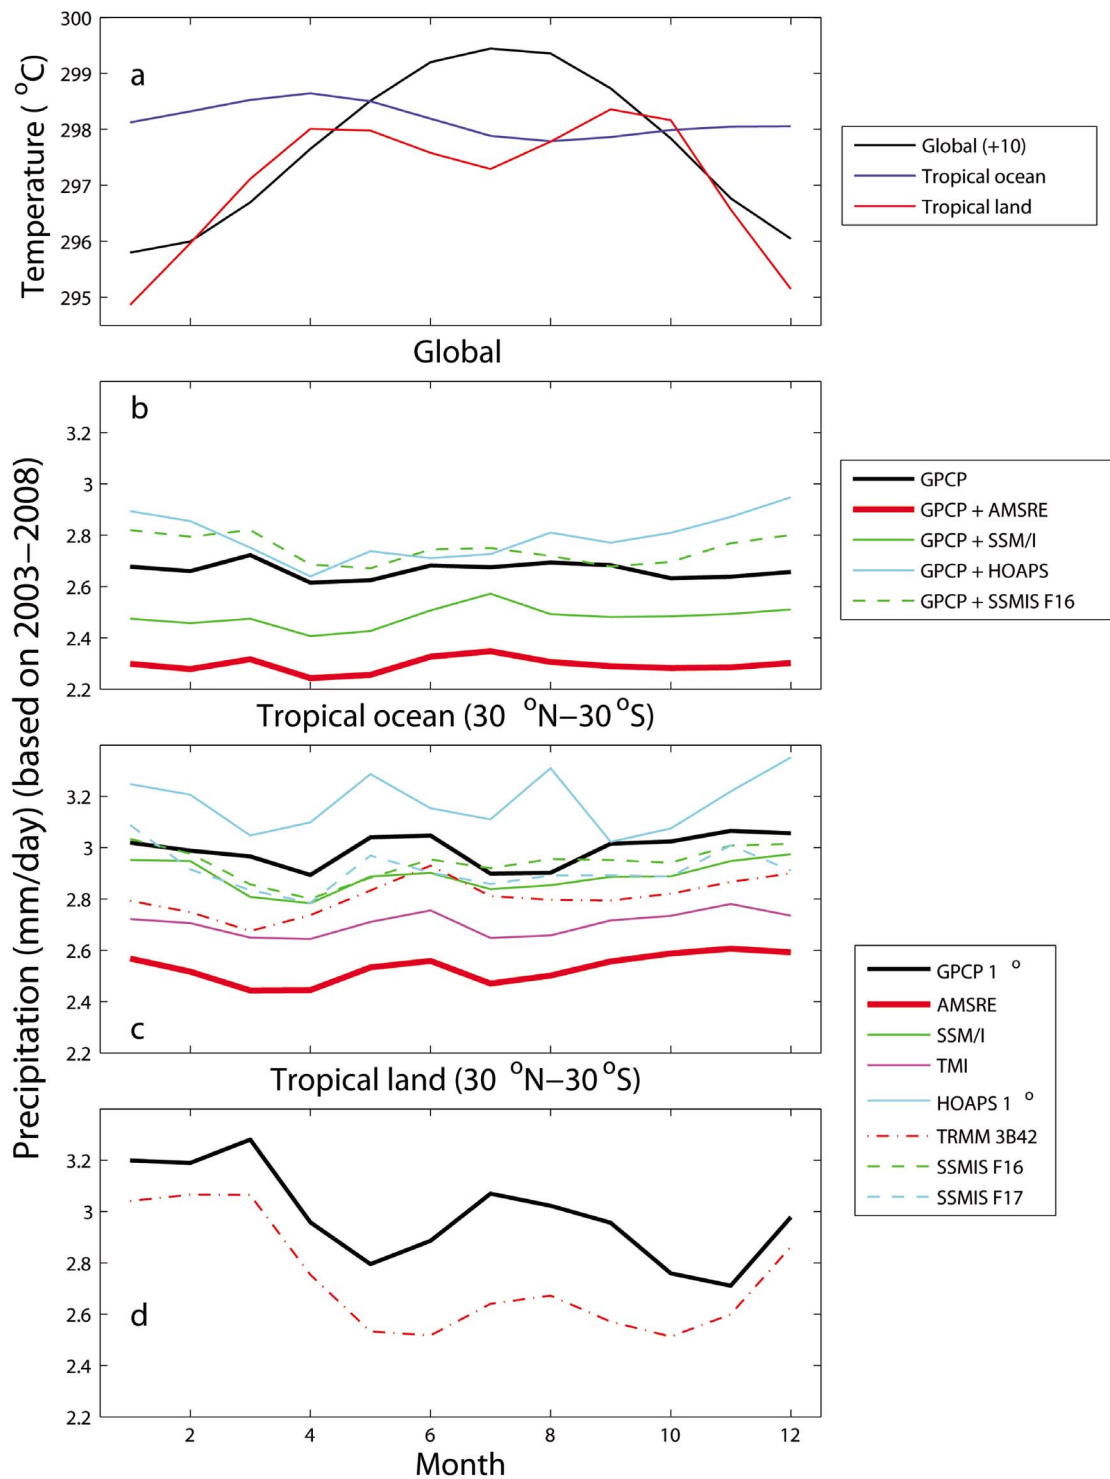 300
299
298
297
296
295
Temperature ( °C)
a
Global (+10)
Tropical ocean
Tropical land
Global
b
3.2
3
2.8
2.6
2.4
2.2
GPCP
GPCP + AMSRE
GPCP + SSM/I
GPCP + HOAPS
GPCP + SSMIS F16
Precipitation (mm/day) (based on 2003–2008)
Tropical ocean (30 °N–30 °S)
3.2
3
2.8
2.6
2.4
2.2
c
GPCP 1 °
AMSRE
SSM/I
TMI
HOAPS 1 °
TRMM 3B42
SSMIS F16
SSMIS F17
Tropical land (30 °N–30 °S)
3.2
3
2.8
2.6
2.4
2.2
d
2 4 6 8 10 12
Month